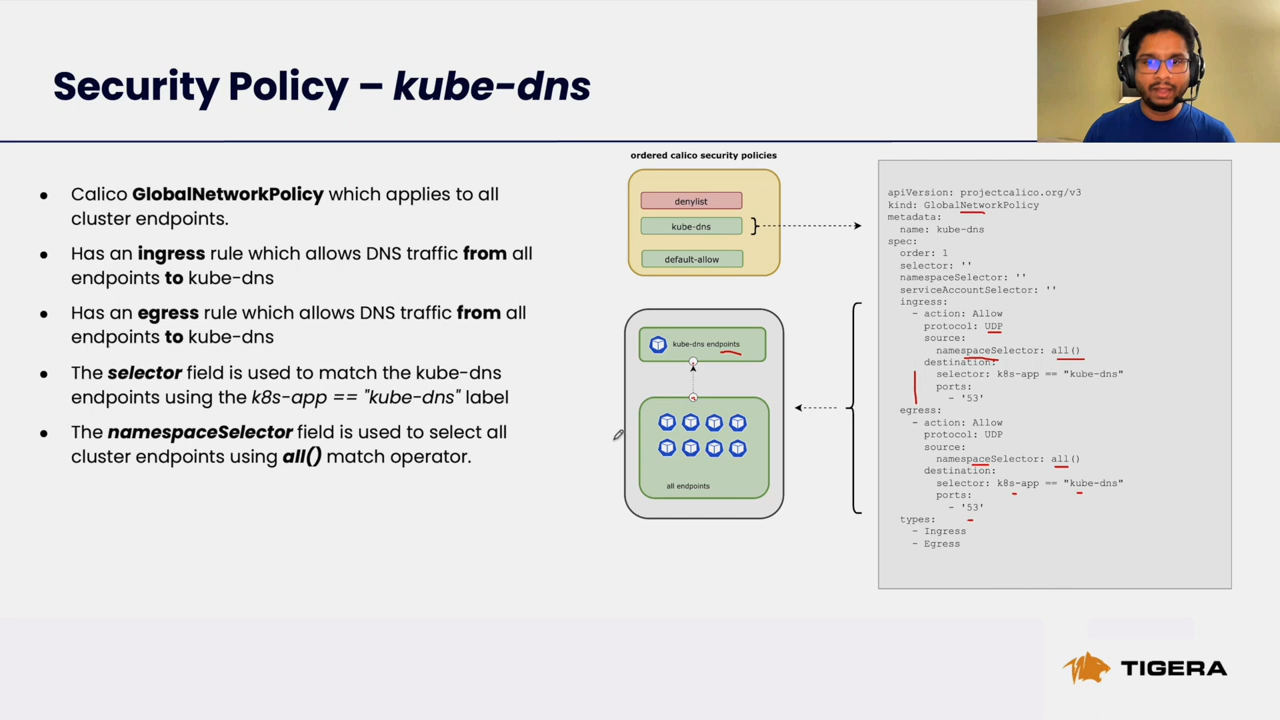 Security Policy – kube-dns
• Calico GlobalNetworkPolicy which applies to all
cluster endpoints.
• Has an ingress rule which allows DNS traffic from all
endpoints to kube-dns
• Has an egress rule which allows DNS traffic from all
endpoints to kube-dns
• The selector field is used to match the kube-dns
endpoints using the k8s-app == "kube-dns" label
• The namespaceSelector field is used to select all
cluster endpoints using all() match operator.
ordered calico security policies
denylist
kube-dns
default-allow
kube-dns endpoints
all endpoints
apiVersion: projectcalico.org/v3
kind: GlobalNetworkPolicy
metadata:
name: kube-dns
spec:
order: 1
selector: ''
namespaceSelector: ''
serviceAccountSelector: ''
ingress:
- action: Allow
protocol: UDP
source:
namespaceSelector: all()
destination:
selector: k8s-app == "kube-dns"
ports:
- '53'
egress:
- action: Allow
protocol: UDP
source:
namespaceSelector: all()
destination:
selector: k8s-app == "kube-dns"
ports:
- '53'
types:
- Ingress
- Egress
TIGERA